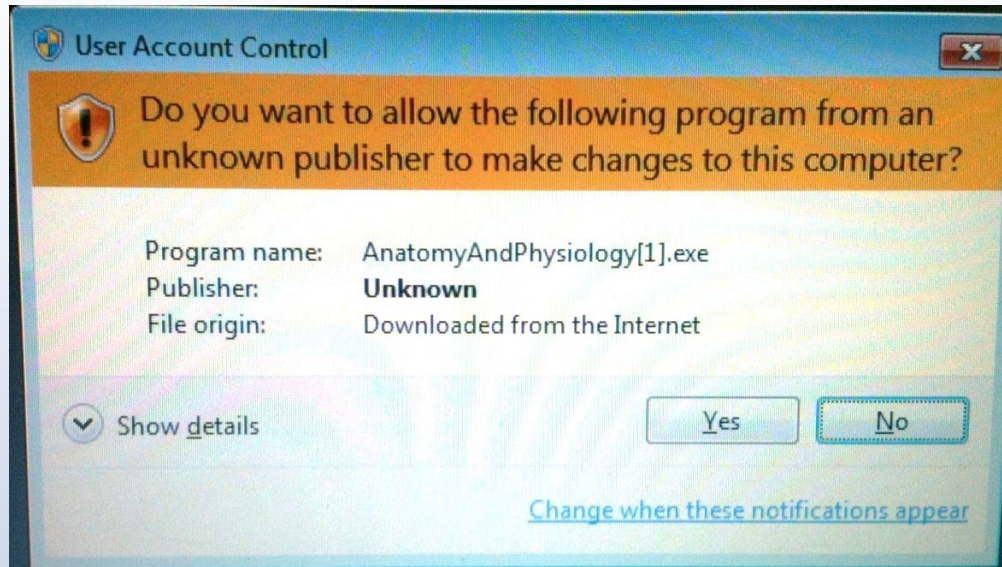 User Account Control
Do you want to allow the following program from an
unknown publisher to make changes to this computer?
Program name: AnatomyAndPhysiology[1].exe
Publisher: Unknown
File origin: Downloaded from the Internet
Show details Yes No
Change when these notifications appear